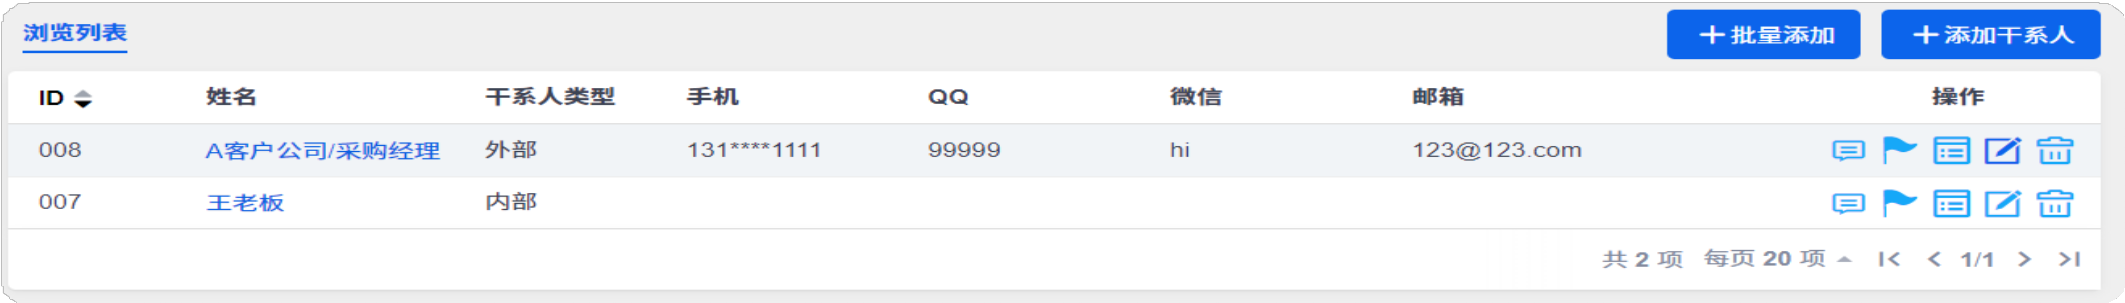 浏览列表 批量添加 添加干系人
ID 姓名 干系人类型 手机 QQ 微信 邮箱 操作
008 A客户公司/采购经理 外部 131****1111 99999 hi 123@123.com
007 王老板 内部
共 2 项 每页 20 项 1/1